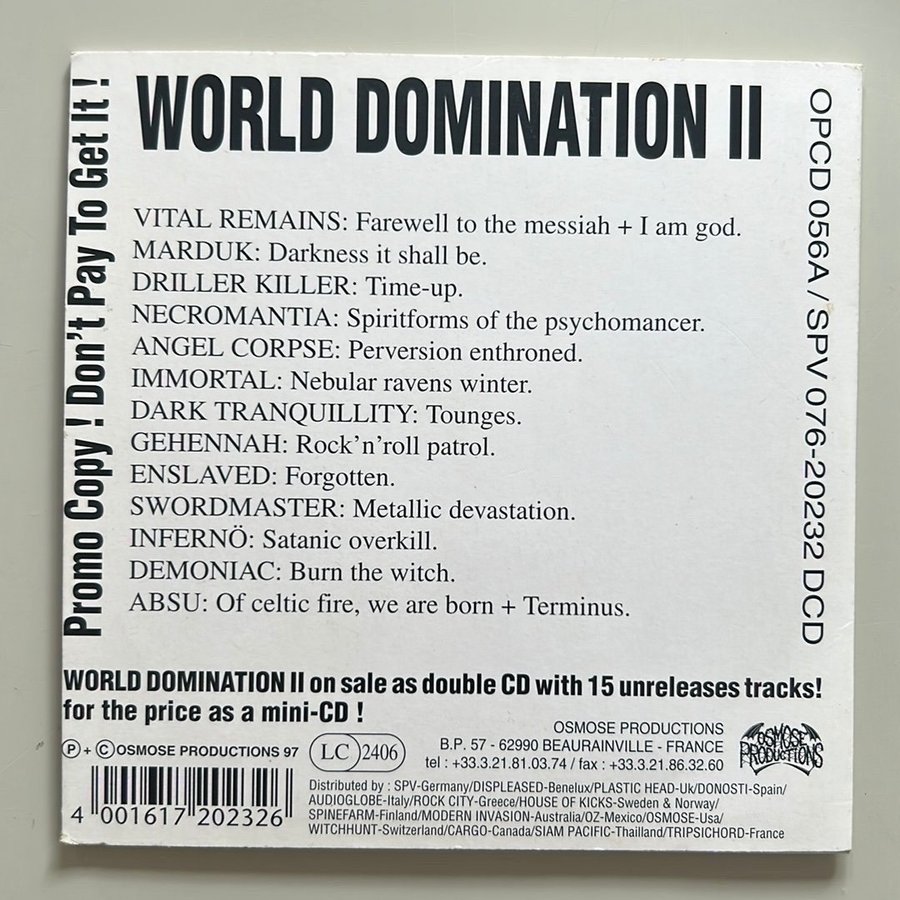 WORLD DOMINATION II
VITAL REMAINS: Farewell to the messiah + I am god.
MARDUK: Darkness it shall be.
DRILLER KILLER: Time-up.
NECROMANTIA: Spiritforms of the psychomancer.
ANGEL CORPSE: Perversion enthroned.
IMMORTAL: Nebular ravens winter.
DARK TRANQUILLITY: Tounges.
GEHENNAH: Rock'n'roll patrol.
ENSLAVED: Forgotten.
SWORDMASTER: Metallic devastation.
INFERNÖ: Satanic overkill.
DEMONIAC: Burn the witch.
ABSU: Of celtic fire, we are born + Terminus.
Promo Copy ! Don't Pay To Get It !
OPCD 056A / SPV 076-20232 DCD
WORLD DOMINATION II on sale as double CD with 15 unreleases tracks!
for the price as a mini-CD !
Ⓟ + Ⓒ OSMOSE PRODUCTIONS 97
LC 2406
OSMOSE PRODUCTIONS
B.P. 57 - 62990 BEAURAINVILLE - FRANCE
tel : +33.3.21.81.03.74 / fax : +33.3.21.86.32.60
OSMOSE
PRODUCTIONS
4 001617 202326
Distributed by : SPV-Germany/DISPLEASED-Benelux/PLASTIC HEAD-Uk/DONOSTI-Spain/
AUDIOGLOBE-Italy/ROCK CITY-Greece/HOUSE OF KICKS-Sweden & Norway/
SPINEFARM-Finland/MODERN INVASION-Australia/OZ-Mexico/OSMOSE-Usa/
WITCHHUNT-Switzerland/CARGO-Canada/SIAM PACIFIC-Thailland/TRIPSICHORD-France